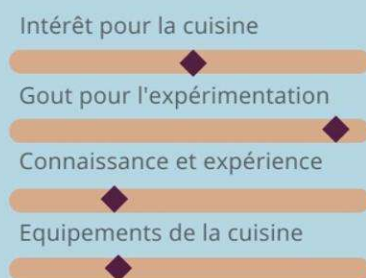 Intérêt pour la cuisine
Gout pour l'expérimentation
Connaissance et expérience
Equipements de la cuisine